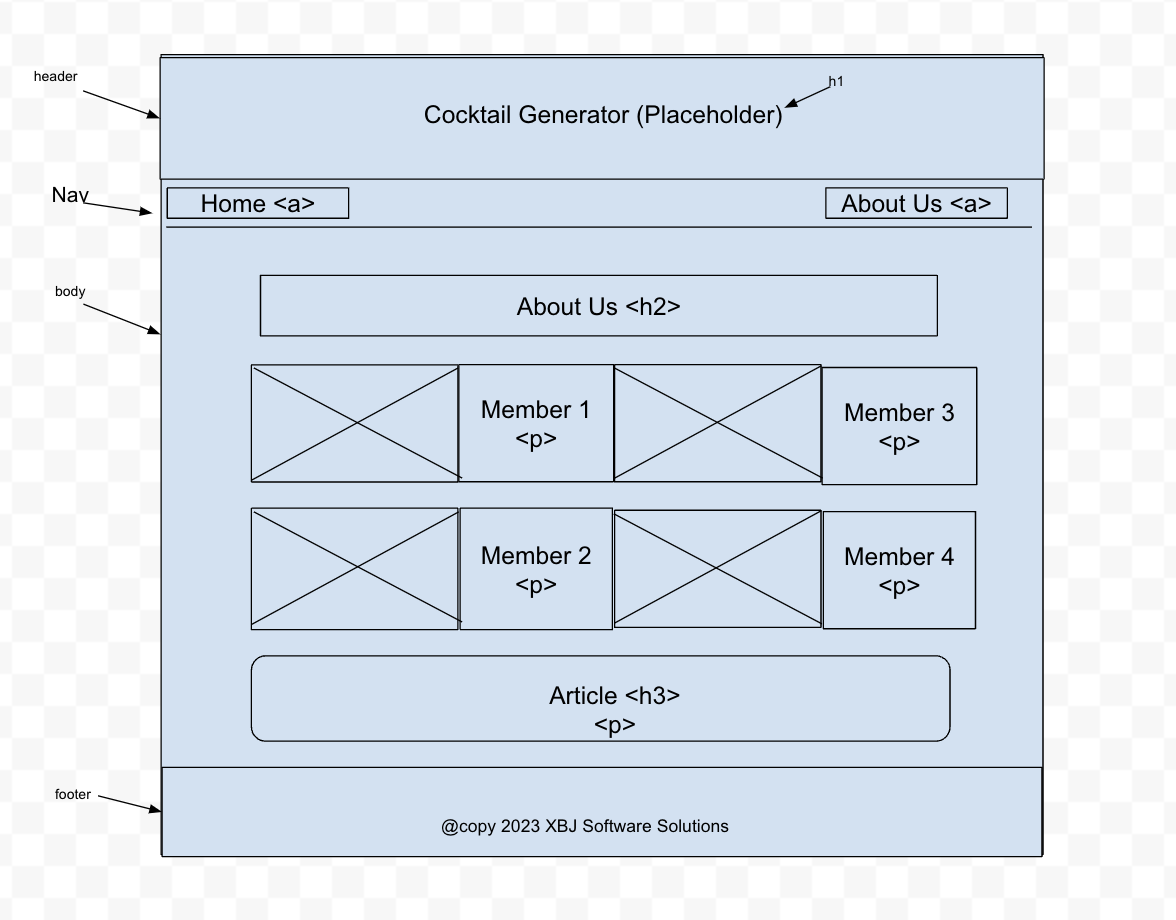 header
h1
Cocktail Generator (Placeholder)
Nav
Home <a>
About Us <a>
body
About Us <h2>
Member 1
<p>
Member 3
<p>
Member 2
<p>
Member 4
<p>
Article <h3>
<p>
footer
@copy 2023 XBJ Software Solutions